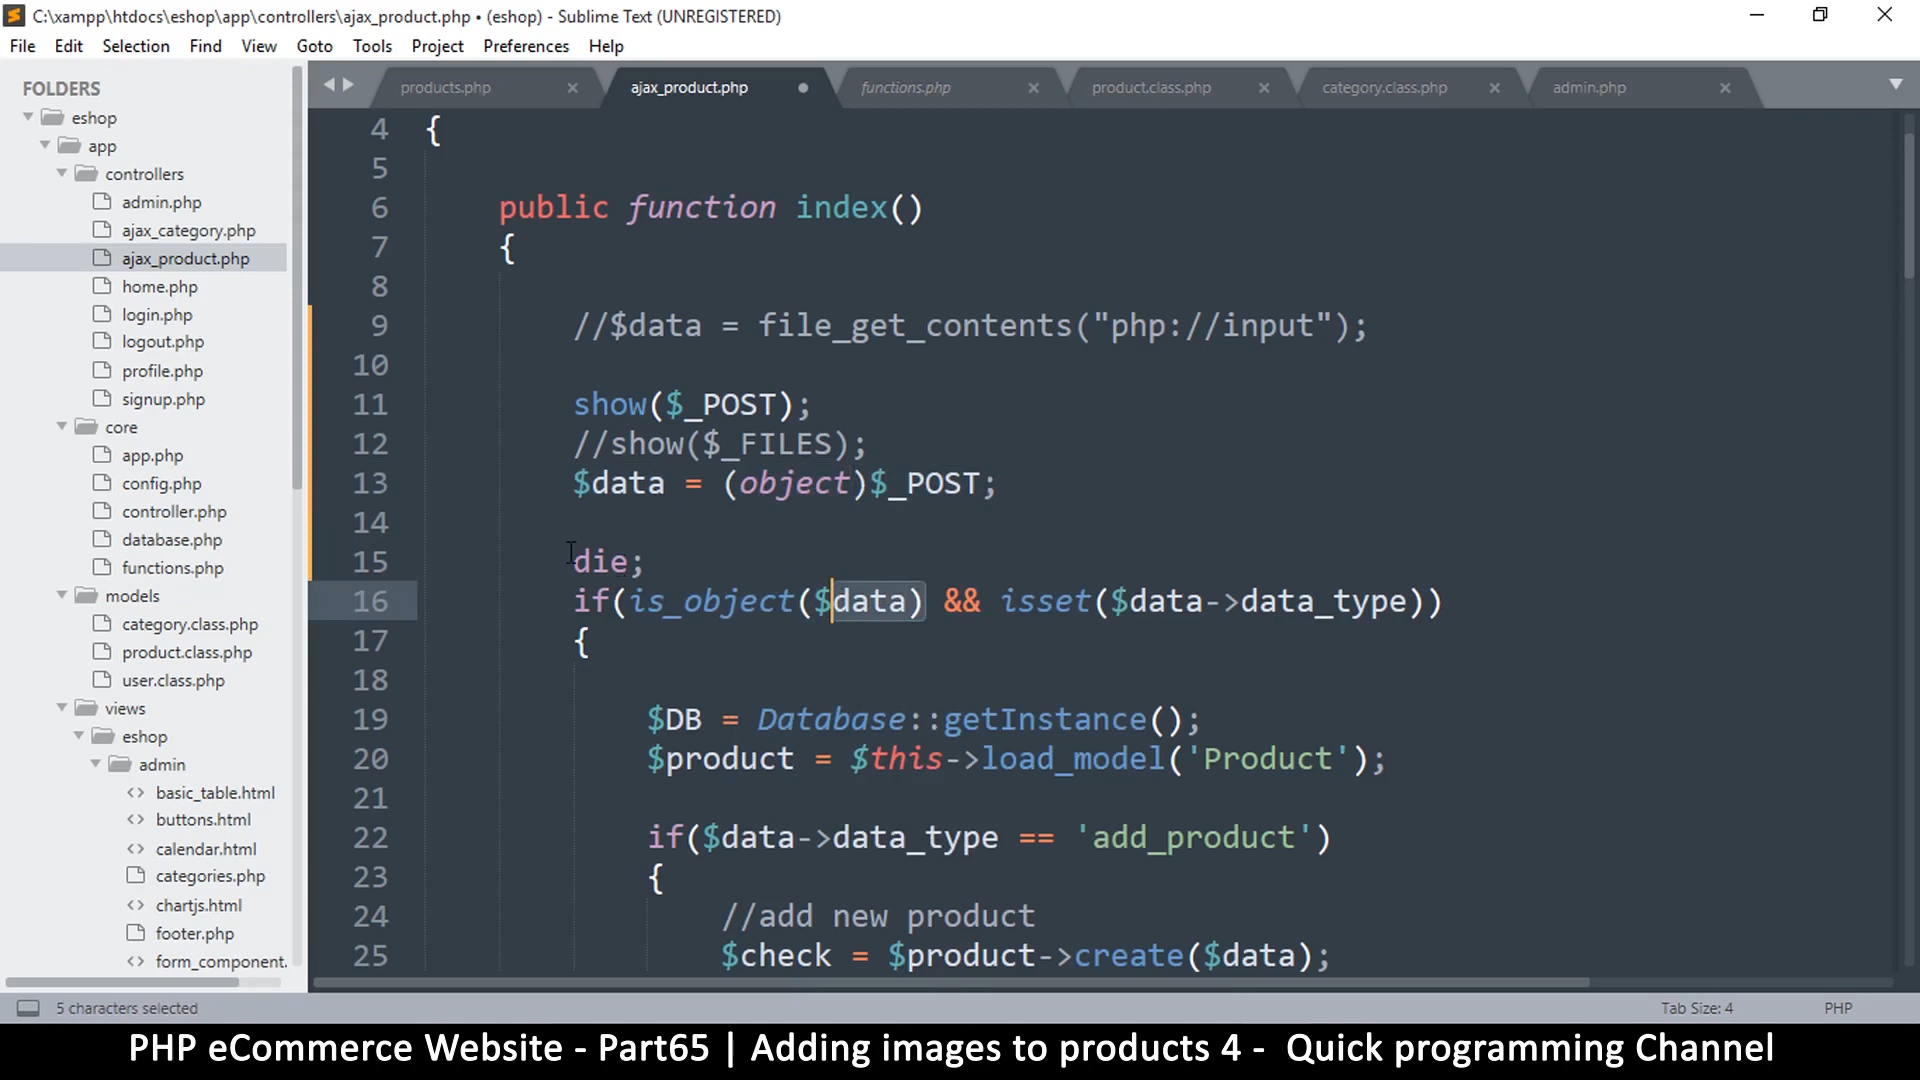 C:\xampp\htdocs\eshop\app\controllers\ajax_product.php • (eshop) - Sublime Text (UNREGISTERED)
File Edit Selection Find View Goto Tools Project Preferences Help
FOLDERS
eshop
app
controllers
admin.php
ajax_category.php
ajax_product.php
home.php
login.php
logout.php
profile.php
signup.php
core
app.php
config.php
controller.php
database.php
functions.php
models
category.class.php
product.class.php
user.class.php
views
eshop
admin
basic_table.html
buttons.html
calendar.html
categories.php
chartjs.html
footer.php
form_component.
products.php ajax_product.php functions.php product.class.php category.class.php admin.php
4 {
5
6 public function index()
7 {
8
9 //$data = file_get_contents("php://input");
10
11 show($_POST);
12 //show($_FILES);
13 $data = (object)$_POST;
14
15 die;
16 if(is_object($data) && isset($data->data_type))
17 {
18
19 $DB = Database::getInstance();
20 $product = $this->load_model('Product');
21
22 if($data->data_type == 'add_product')
23 {
24 //add new product
25 $check = $product->create($data);
5 characters selected Tab Size: 4 PHP
PHP eCommerce Website - Part65 | Adding images to products 4 - Quick programming Channel